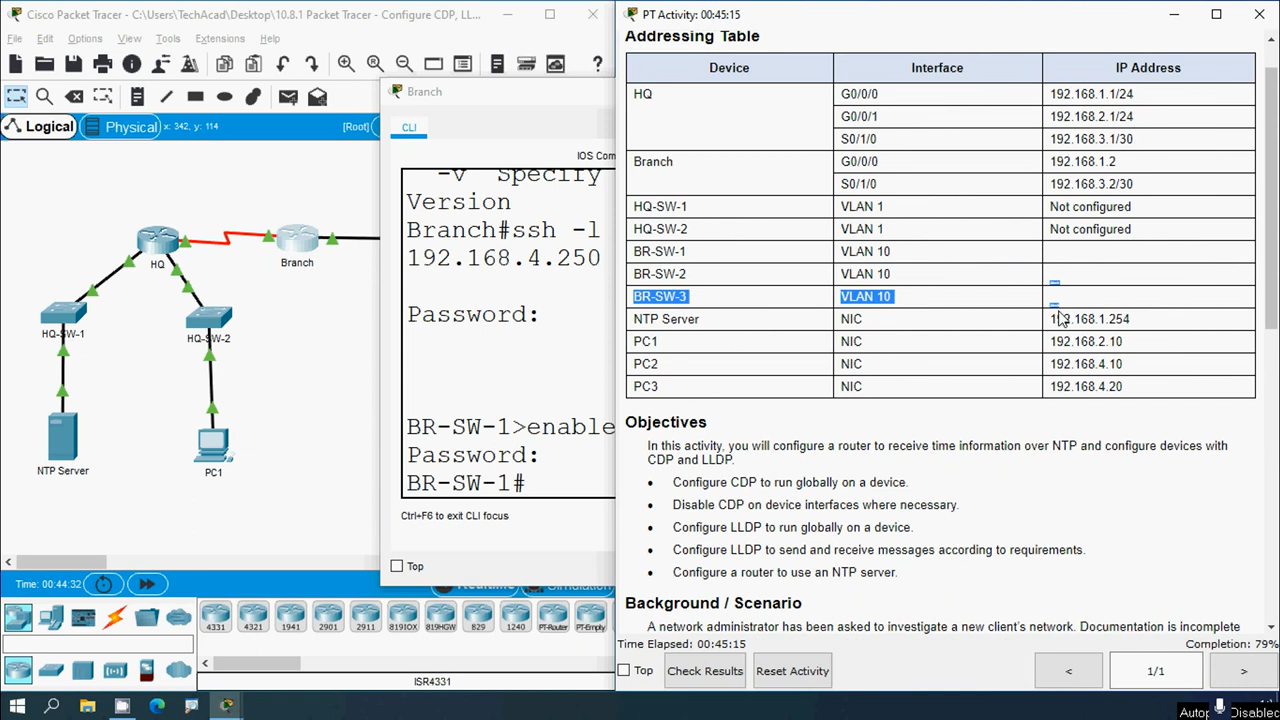 Cisco Packet Tracer - C:\Users\TechAcad\Desktop\10.8.1 Packet Tracer - Configure CDP, LL...
File Edit Options View Tools Extensions Help
Logical Physical x: 342, y: 114 [Root]
HQ
Branch
HQ-SW-1
HQ-SW-2
NTP Server
PC1
Time: 00:44:32
Realtime
Simulation
4331 4321 1941 2901 2911 819IOX 819HGW 829 1240 PT-Router PT-Empty
ISR4331
Branch
CLI
IOS Com
-v Specify
Version
Branch#ssh -l
192.168.4.250
Password:
BR-SW-1>enable
Password:
BR-SW-1#
Ctrl+F6 to exit CLI focus
Top
PT Activity: 00:45:15
Addressing Table
Device Interface IP Address
HQ G0/0/0 192.168.1.1/24
G0/0/1 192.168.2.1/24
S0/1/0 192.168.3.1/30
Branch G0/0/0 192.168.1.2
S0/1/0 192.168.3.2/30
HQ-SW-1 VLAN 1 Not configured
HQ-SW-2 VLAN 1 Not configured
BR-SW-1 VLAN 10
BR-SW-2 VLAN 10
BR-SW-3 VLAN 10
NTP Server NIC 192.168.1.254
PC1 NIC 192.168.2.10
PC2 NIC 192.168.4.10
PC3 NIC 192.168.4.20
Objectives
In this activity, you will configure a router to receive time information over NTP and configure devices with
CDP and LLDP.
• Configure CDP to run globally on a device.
• Disable CDP on device interfaces where necessary.
• Configure LLDP to run globally on a device.
• Configure LLDP to send and receive messages according to requirements.
• Configure a router to use an NTP server.
Background / Scenario
A network administrator has been asked to investigate a new client's network. Documentation is incomplete
Time Elapsed: 00:45:15 Completion: 79%
Top Check Results Reset Activity < 1/1 >
Disabled